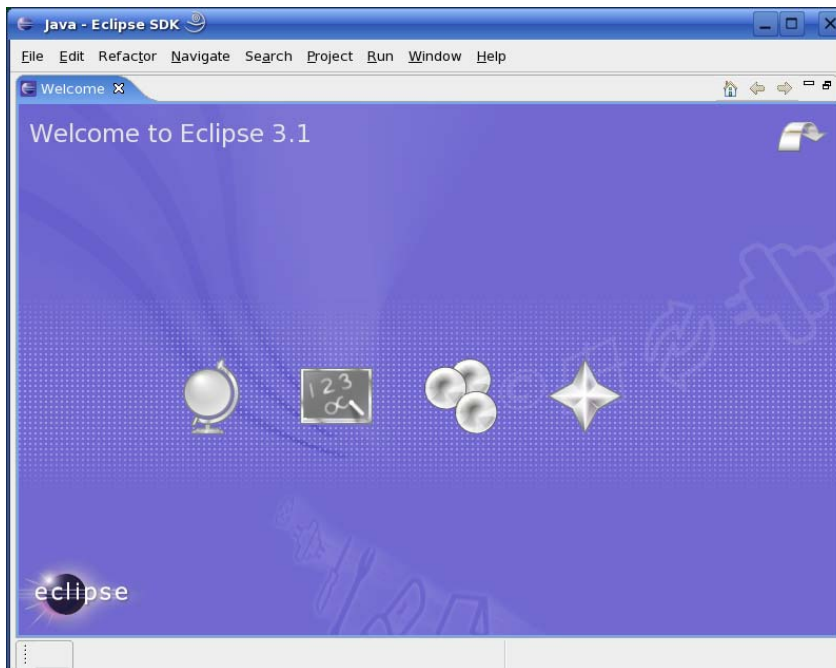 Java - Eclipse SDK
File Edit Refactor Navigate Search Project Run Window Help
Welcome
Welcome to Eclipse 3.1
123
eclipse